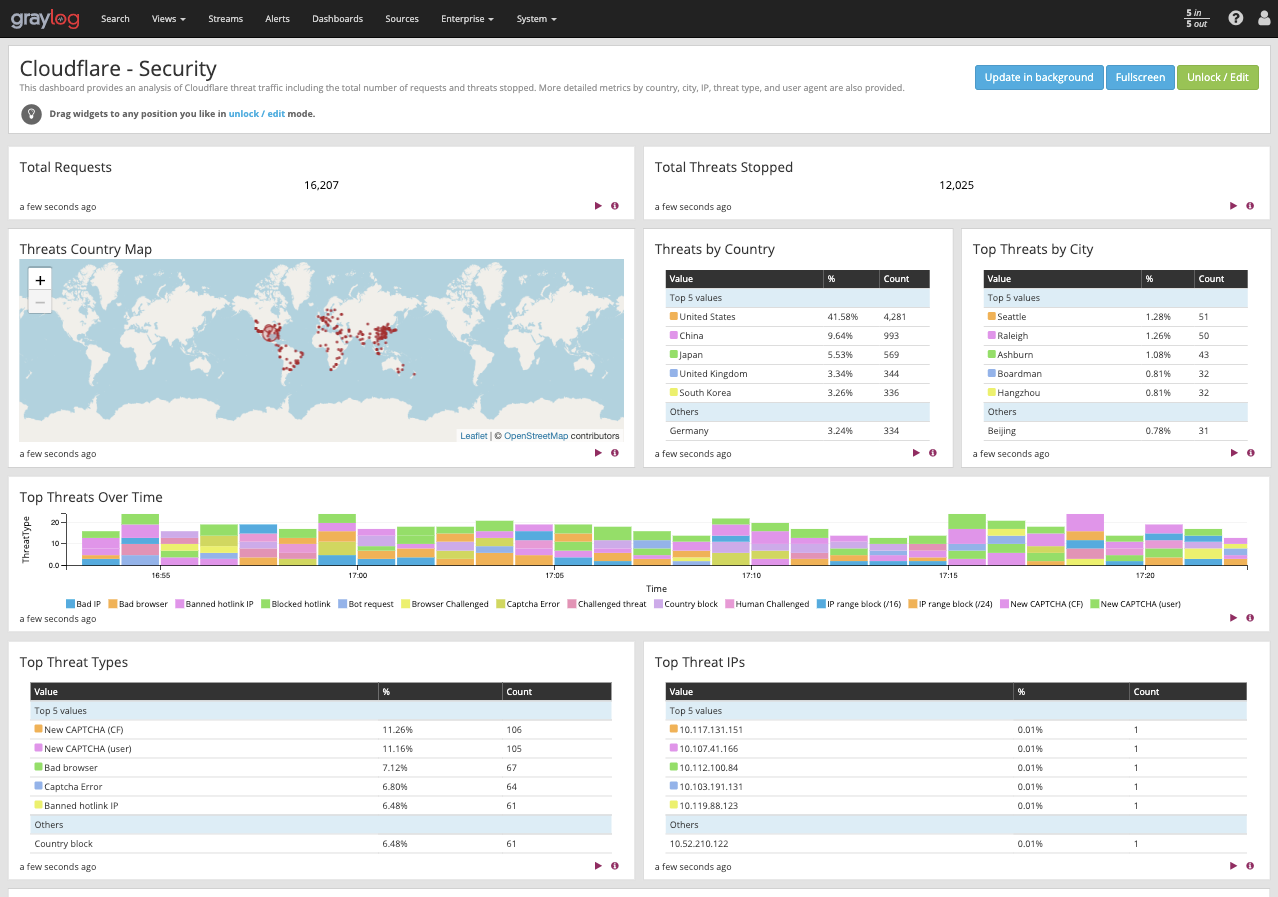 graylog Search Views Streams Alerts Dashboards Sources Enterprise System 5 in
5 out ?
Cloudflare - Security
This dashboard provides an analysis of Cloudflare threat traffic including the total number of requests and threats stopped. More detailed metrics by country, city, IP, threat type, and user agent are also provided.
Update in background Fullscreen Unlock / Edit
Drag widgets to any position you like in unlock / edit mode.
Total Requests
16,207
a few seconds ago
Total Threats Stopped
12,025
a few seconds ago
Threats Country Map
+
−
Leaflet | © OpenStreetMap contributors
a few seconds ago
Threats by Country
Value % Count
Top 5 values
United States 41.58% 4,281
China 9.64% 993
Japan 5.53% 569
United Kingdom 3.34% 344
South Korea 3.26% 336
Others
Germany 3.24% 334
a few seconds ago
Top Threats by City
Value % Count
Top 5 values
Seattle 1.28% 51
Raleigh 1.26% 50
Ashburn 1.08% 43
Boardman 0.81% 32
Hangzhou 0.81% 32
Others
Beijing 0.78% 31
a few seconds ago
Top Threats Over Time
ThreatType
20
10
0.0
16:55 17:00 17:05 17:10 17:15 17:20
Time
Bad IP Bad browser Banned hotlink IP Blocked hotlink Bot request Browser Challenged Captcha Error Challenged threat Country block Human Challenged IP range block (/16) IP range block (/24) New CAPTCHA (CF) New CAPTCHA (user)
a few seconds ago
Top Threat Types
Value % Count
Top 5 values
New CAPTCHA (CF) 11.26% 106
New CAPTCHA (user) 11.16% 105
Bad browser 7.12% 67
Captcha Error 6.80% 64
Banned hotlink IP 6.48% 61
Others
Country block 6.48% 61
a few seconds ago
Top Threat IPs
Value % Count
Top 5 values
10.117.131.151 0.01% 1
10.107.41.166 0.01% 1
10.112.100.84 0.01% 1
10.103.191.131 0.01% 1
10.119.88.123 0.01% 1
Others
10.52.210.122 0.01% 1
a few seconds ago